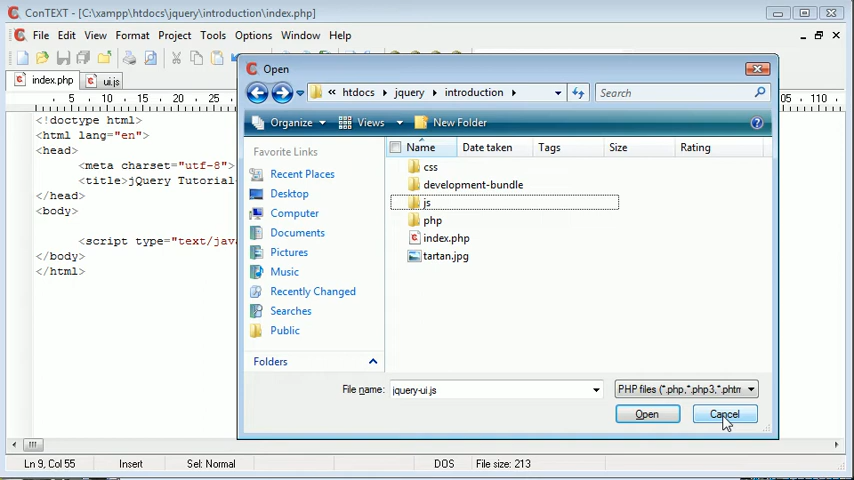 ConTEXT - [C:\xampp\htdocs\jquery\introduction\index.php]
File Edit View Format Project Tools Options Window Help
index.php ui.js
5 10 15 20 25 105 110
<!doctype html>
<html lang="en">
<head>
<meta charset="utf-8">
<title>jQuery Tutorial
</head>
<body>
<script type="text/java
</body>
</html>
Open
« htdocs jquery introduction
Search
Organize Views New Folder
Favorite Links
Recent Places
Desktop
Computer
Documents
Pictures
Music
Recently Changed
Searches
Public
Folders
Name Date taken Tags Size Rating
css
development-bundle
js
php
index.php
tartan.jpg
File name: jquery-ui.js PHP files (*.php,*.php3,*.phtm
Open Cancel
Ln 9, Col 55 Insert Sel: Normal DOS File size: 213